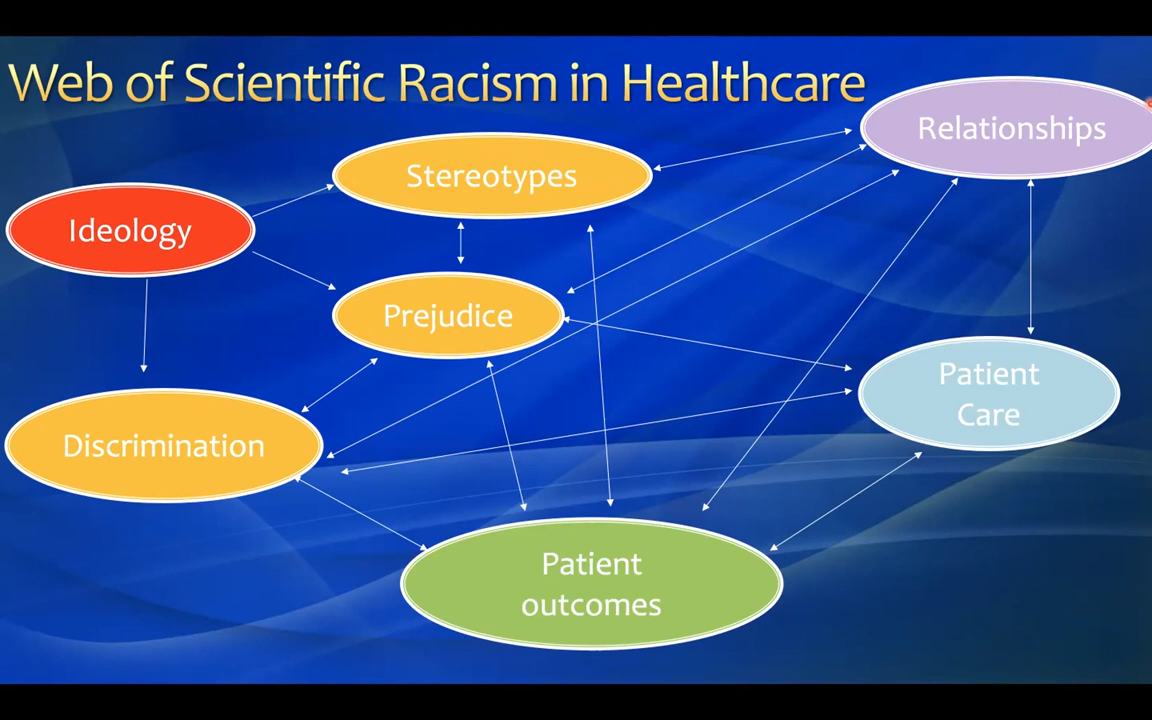 Web of Scientific Racism in Healthcare
Relationships
Stereotypes
Ideology
Prejudice
Patient
Care
Discrimination
Patient
outcomes